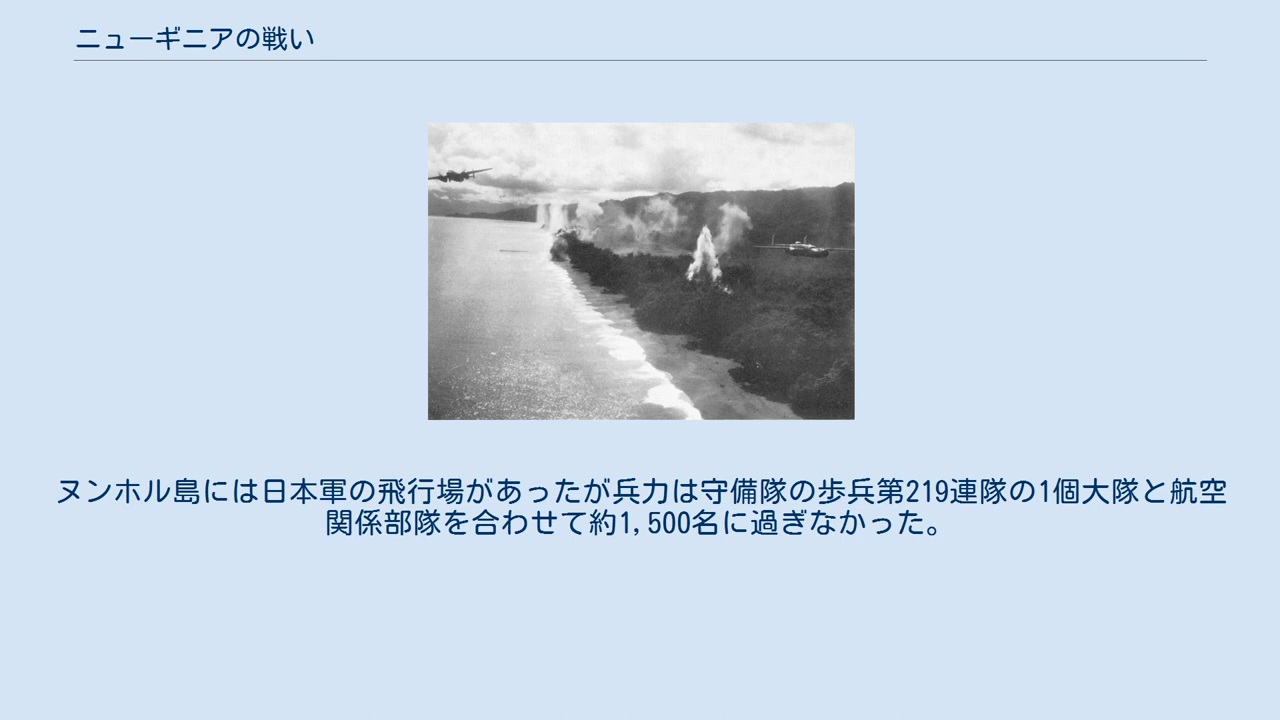 ニューギニアの戦い
ヌンホル島には日本軍の飛行場があったが兵力は守備隊の歩兵第219連隊の1個大隊と航空
関係部隊を合わせて約1,500名に過ぎなかった。